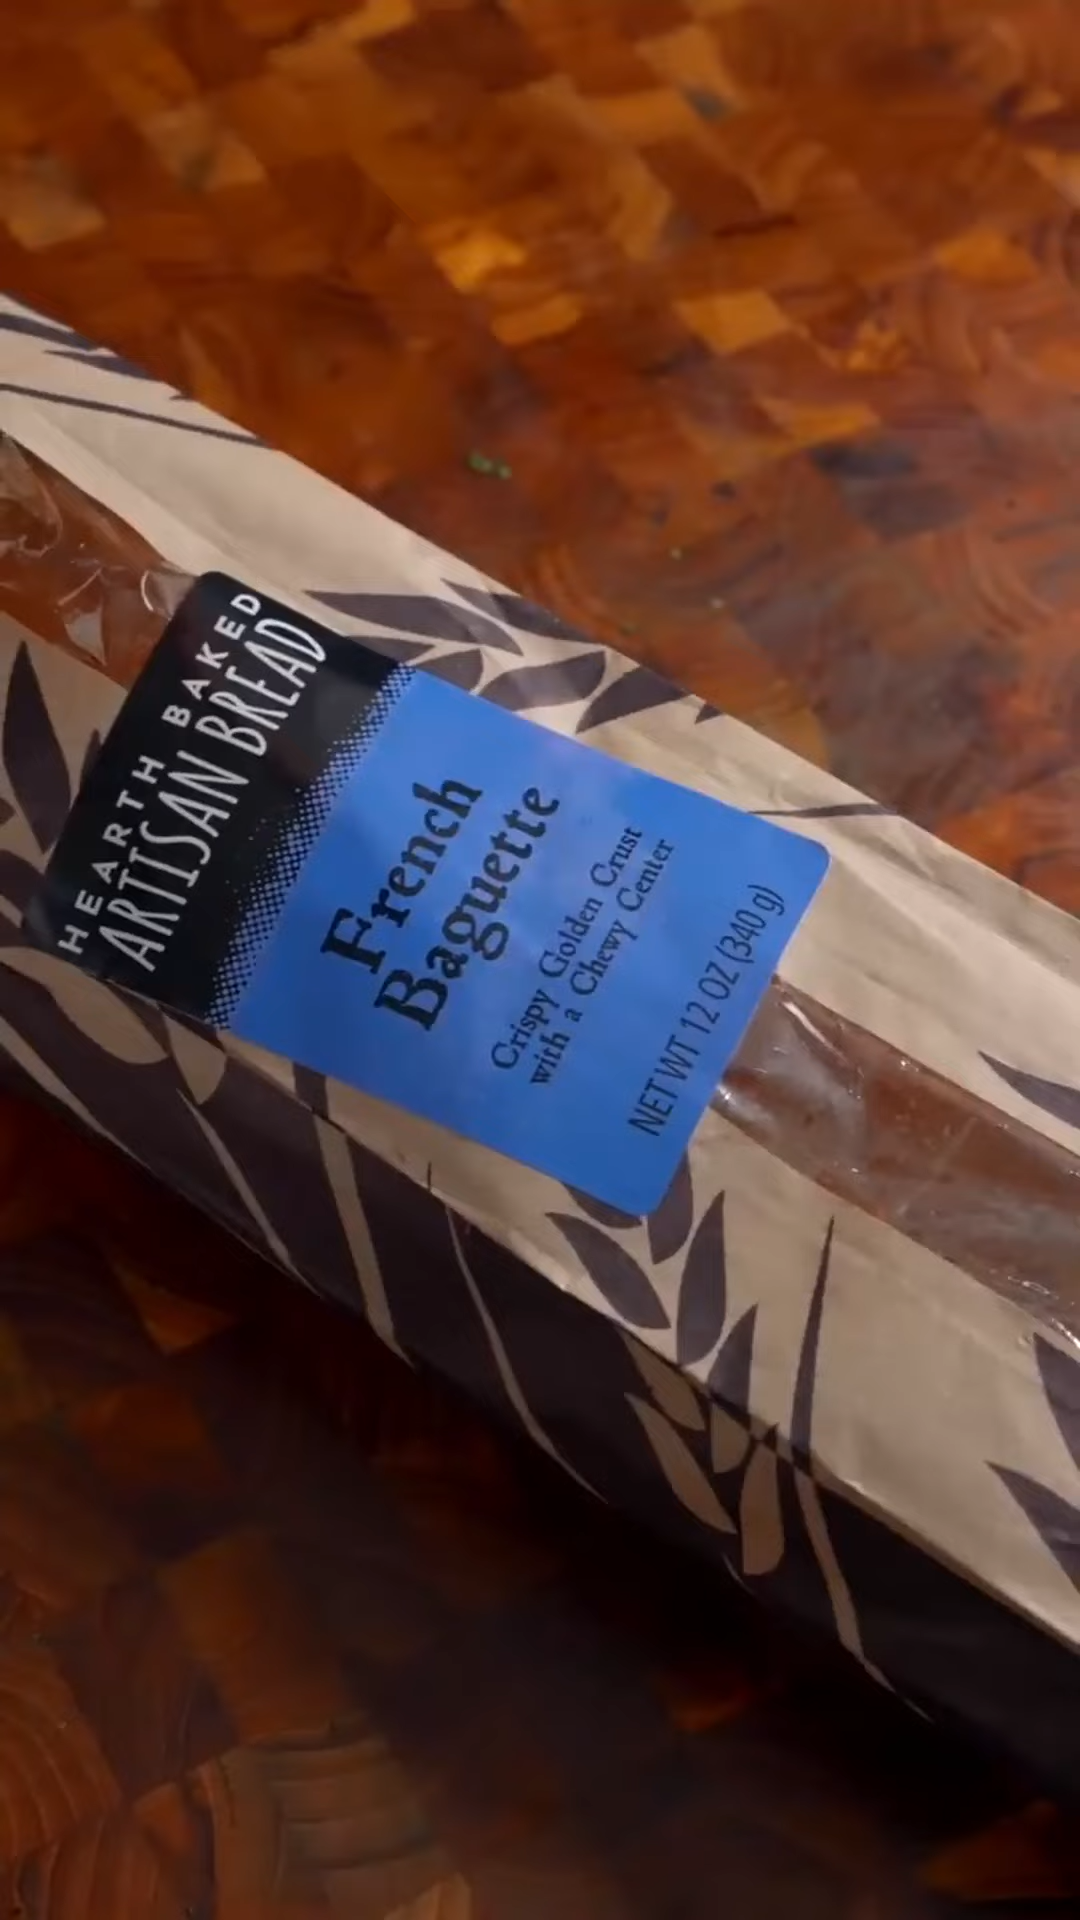 HEARTH BAKED
ARTISAN BREAD
French
Baguette
Crispy Golden Crust
with a Chewy Center
NET WT 12 OZ (340 g)